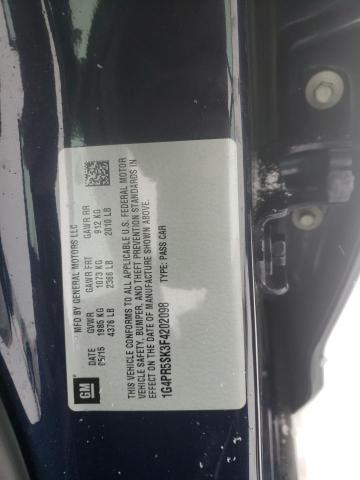 GM
MFD BY GENERAL MOTORS LLC
DATE GVWR GAWR FRT GAWR RR
05/15 1985 KG 1073 KG 912 KG
4376 LB 2366 LB 2010 LB
THIS VEHICLE CONFORMS TO ALL APPLICABLE U.S. FEDERAL MOTOR
VEHICLE SAFETY, BUMPER, AND THEFT PREVENTION STANDARDS IN
EFFECT ON THE DATE OF MANUFACTURE SHOWN ABOVE.
TYPE: PASS CAR
1G4PR5SK3F4202098